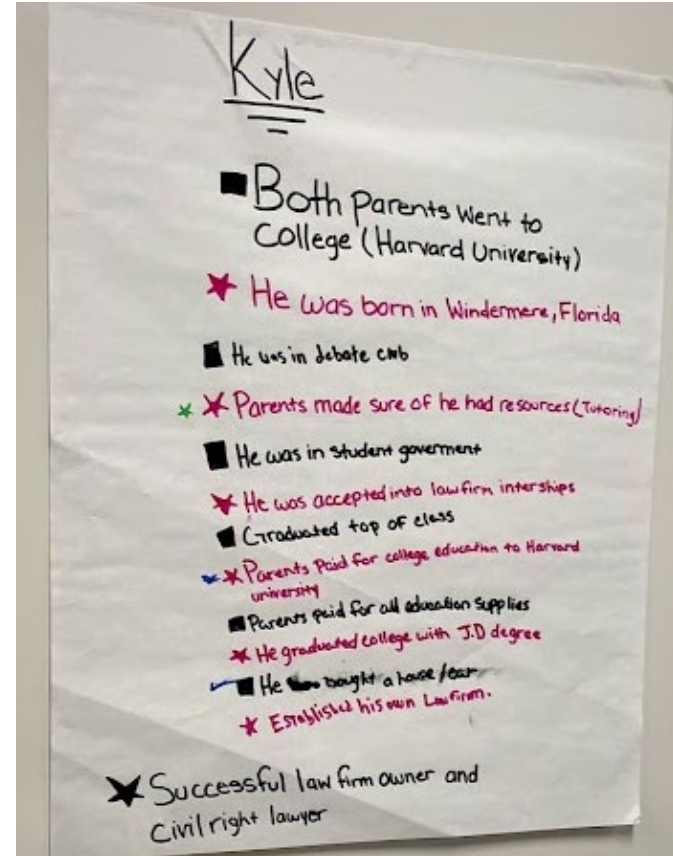 Kyle
Both Parents Went to
College (Harvard University)
He was born in Windermere, Florida
He was in debate club
Parents made sure of he had resources (Tutoring)
He was in student goverment
He was accepted into law firm interships
Graduated top of class
Parents Paid for college education to Harvard
university
Parents paid for all education supplies
He graduated college with J.D degree
He bought a house / car
Established his own Law firm.
Successful law firm owner and
Civil right lawyer